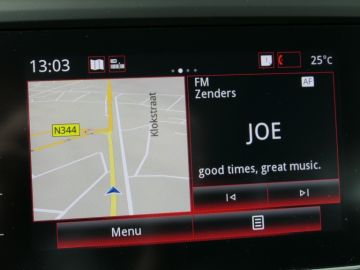 13:03
25°C
N344
Klokstraat
FM
AF
Zenders
JOE
good times, great music.
Menu